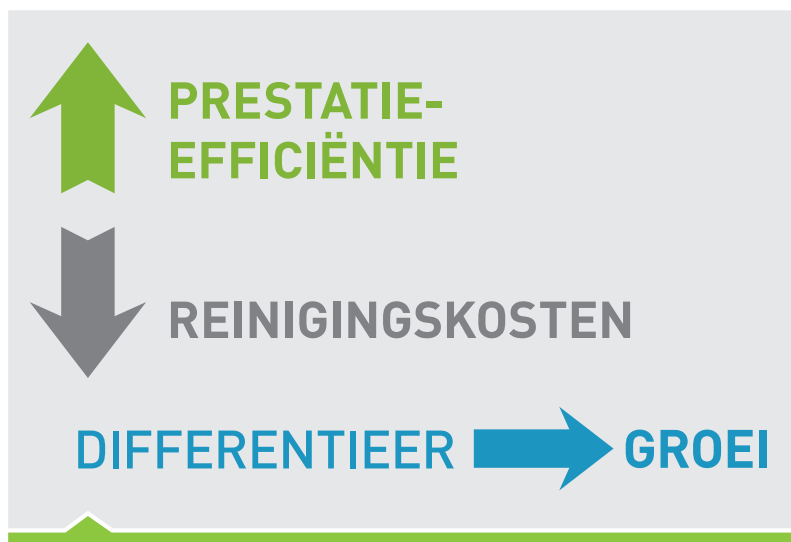 PRESTATIE-
EFFICIËNTIE
REINIGINGSKOSTEN
DIFFERENTIEER GROEI